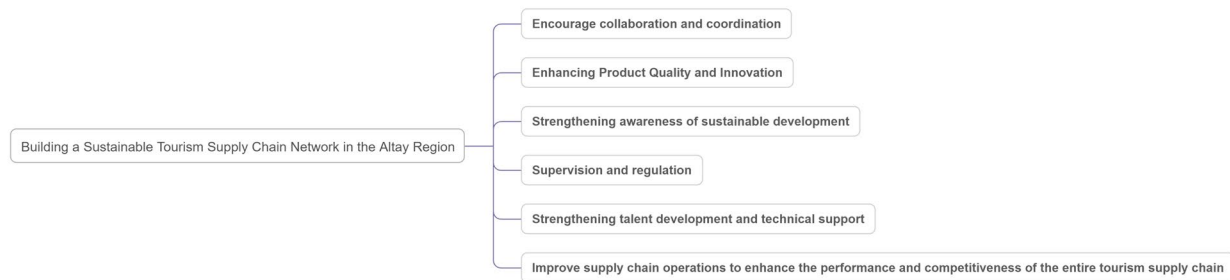 Building a Sustainable Tourism Supply Chain Network in the Altay Region
Encourage collaboration and coordination
Enhancing Product Quality and Innovation
Strengthening awareness of sustainable development
Supervision and regulation
Strengthening talent development and technical support
Improve supply chain operations to enhance the performance and competitiveness of the entire tourism supply chain